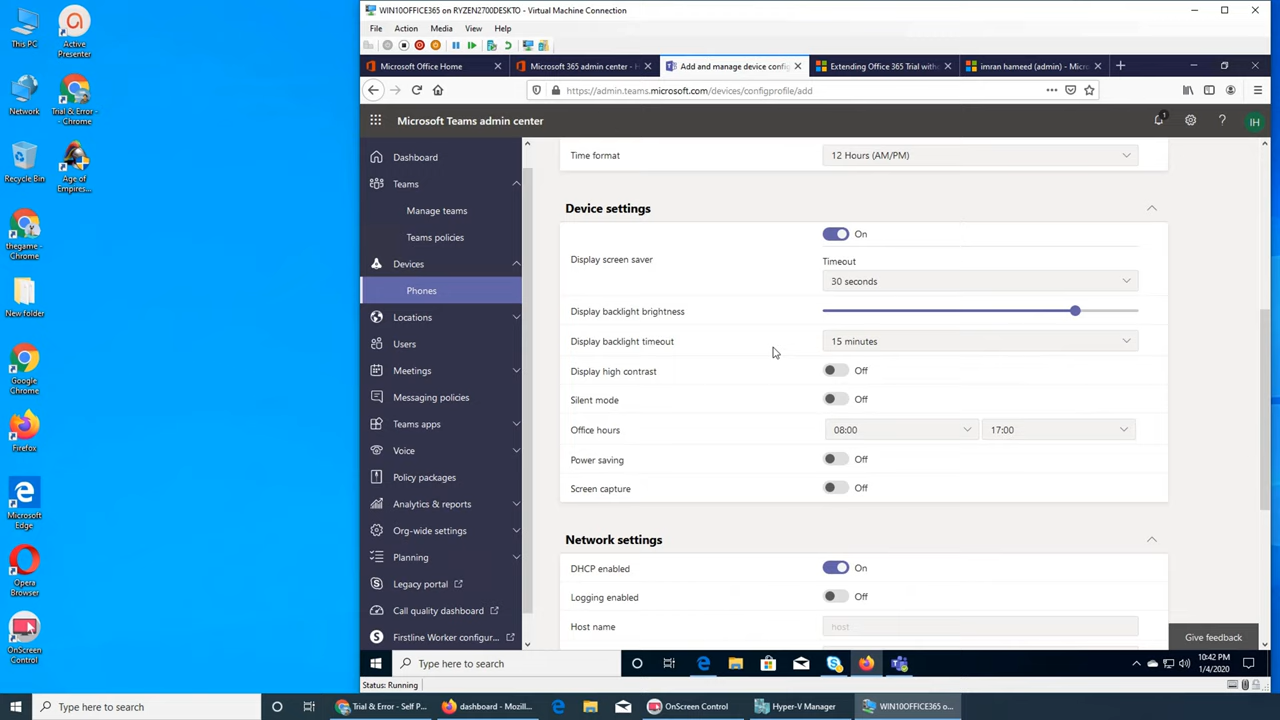 This PC
Active
Presenter
Network
Trial & Error -
- Chrome
Recycle Bin
Age of
Empires...
thegame -
Chrome
New folder
Google
Chrome
Firefox
Microsoft
Edge
Opera
Browser
OnScreen
Control
WIN10OFFICE365 on RYZEN2700DESKTO - Virtual Machine Connection
File Action Media View Help
Microsoft Office Home
Microsoft 365 admin center - H
Add and manage device config
Extending Office 365 Trial with
imran hameed (admin) - Micro
https://admin.teams.microsoft.com/devices/configprofile/add
Microsoft Teams admin center
1
IH
Dashboard
Teams
Manage teams
Teams policies
Devices
Phones
Locations
Users
Meetings
Messaging policies
Teams apps
Voice
Policy packages
Analytics & reports
Org-wide settings
Planning
Legacy portal
Call quality dashboard
Firstline Worker configur...
Time format 12 Hours (AM/PM)
Device settings
On
Display screen saver
Timeout
30 seconds
Display backlight brightness
Display backlight timeout 15 minutes
Display high contrast Off
Silent mode Off
Office hours 08:00 17:00
Power saving Off
Screen capture Off
Network settings
DHCP enabled On
Logging enabled Off
Host name host
Give feedback
Type here to search
10:42 PM
1/4/2020
Status: Running
Type here to search
Trial & Error - Self P...
dashboard - Mozill...
OnScreen Control
Hyper-V Manager
WIN10OFFICE365 o...